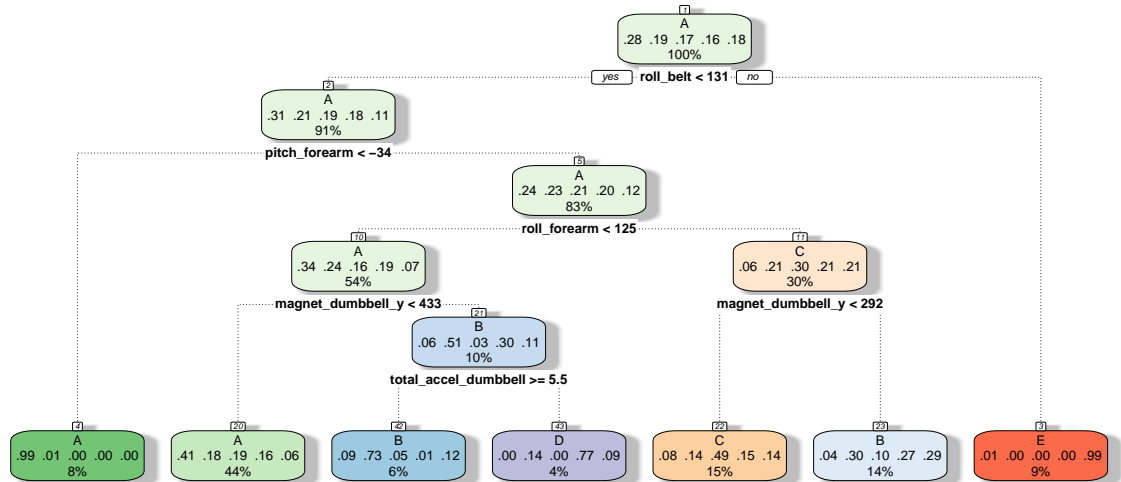 1
A
.28 .19 .17 .16 .18
100%
yes roll_belt < 131 no
2
A
.31 .21 .19 .18 .11
91%
pitch_forearm < −34
5
A
.24 .23 .21 .20 .12
83%
roll_forearm < 125
10
A
.34 .24 .16 .19 .07
54%
magnet_dumbbell_y < 433
11
C
.06 .21 .30 .21 .21
30%
magnet_dumbbell_y < 292
21
B
.06 .51 .03 .30 .11
10%
total_accel_dumbbell >= 5.5
4
A
.99 .01 .00 .00 .00
8%
20
A
.41 .18 .19 .16 .06
44%
42
B
.09 .73 .05 .01 .12
6%
43
D
.00 .14 .00 .77 .09
4%
22
C
.08 .14 .49 .15 .14
15%
23
B
.04 .30 .10 .27 .29
14%
3
E
.01 .00 .00 .00 .99
9%